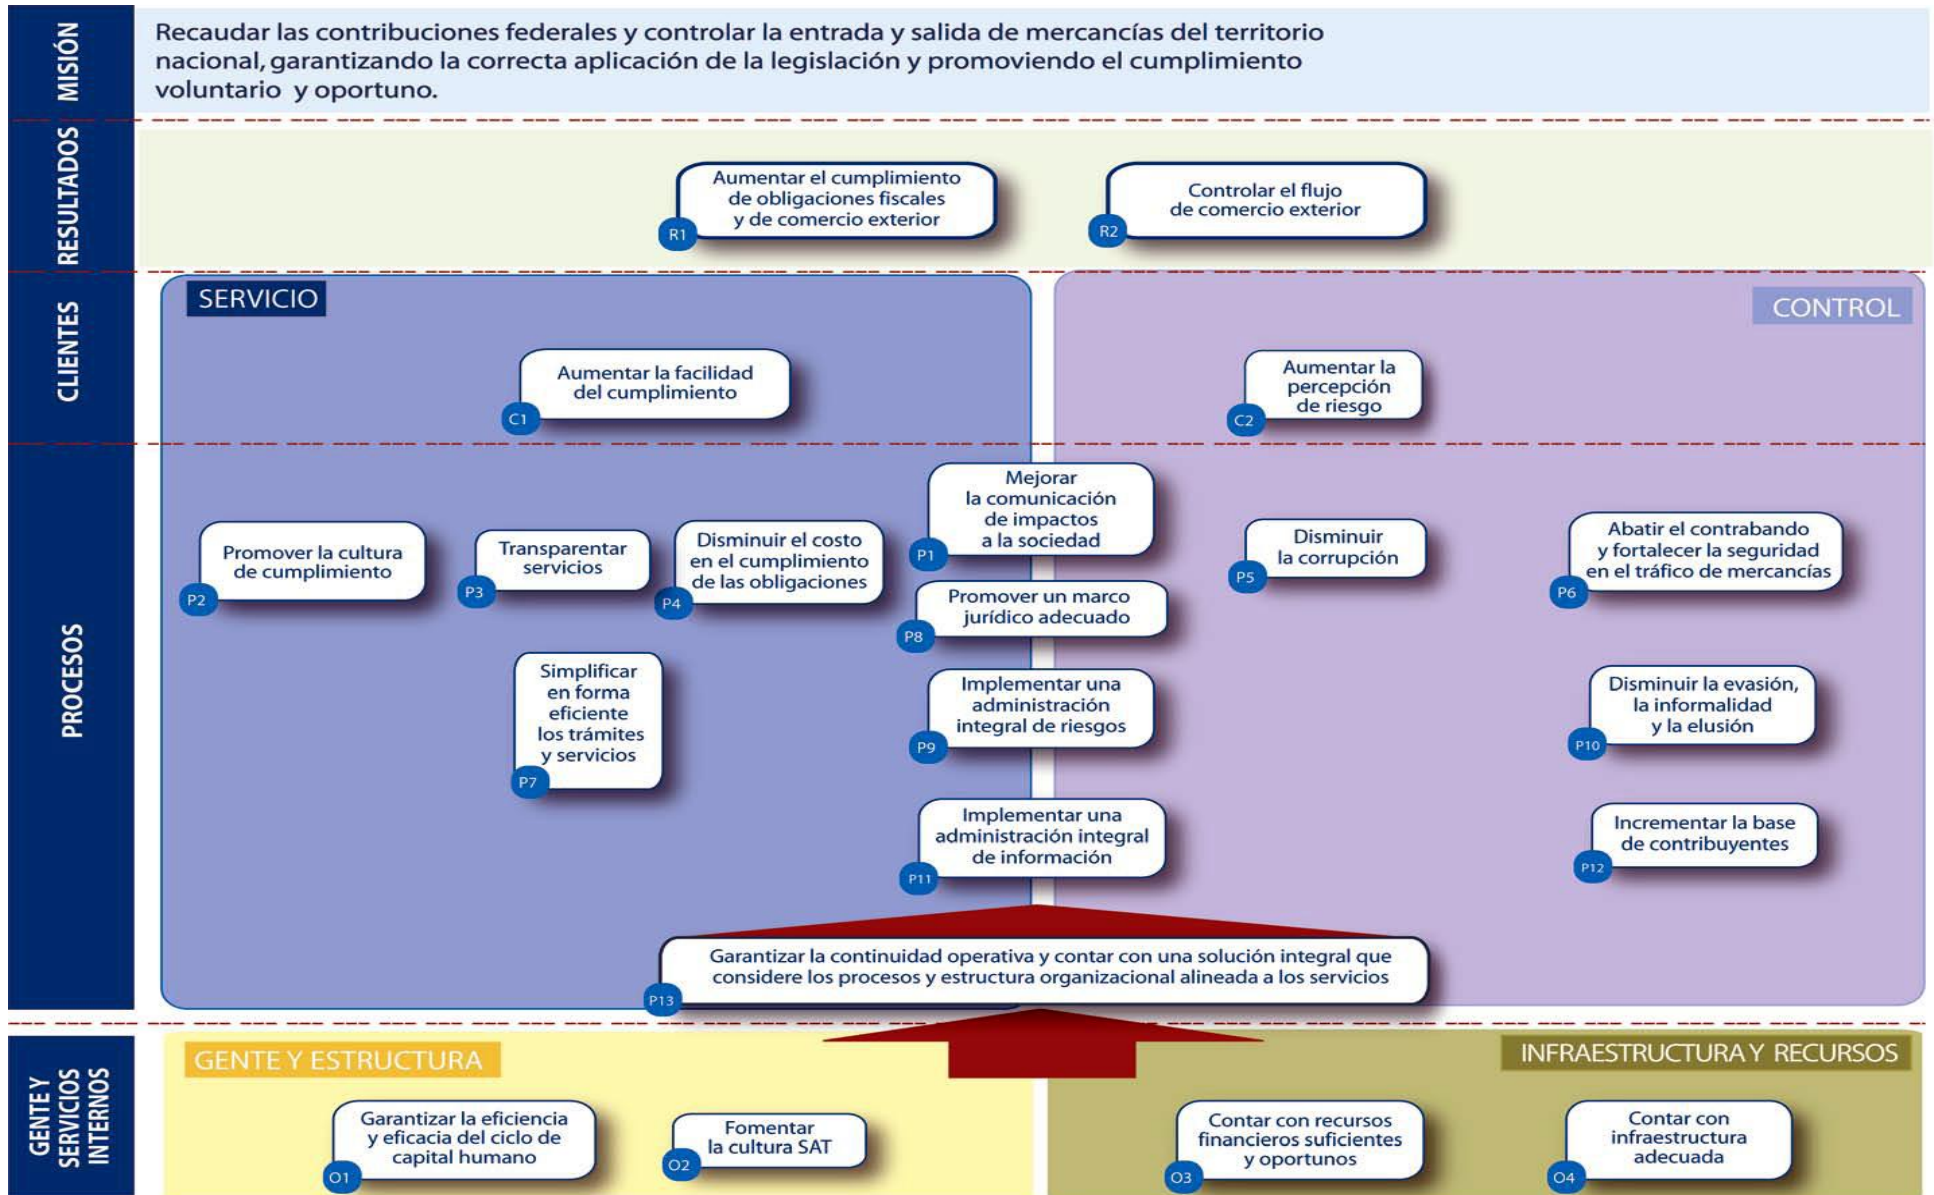 MISIÓN
Recaudar las contribuciones federales y controlar la entrada y salida de mercancías del territorio
nacional, garantizando la correcta aplicación de la legislación y promoviendo el cumplimiento
voluntario y oportuno.
RESULTADOS
Aumentar el cumplimiento
de obligaciones fiscales
y de comercio exterior
R1
Controlar el flujo
de comercio exterior
R2
CLIENTES
SERVICIO
CONTROL
Aumentar la facilidad
del cumplimiento
C1
Aumentar la
percepción
de riesgo
C2
PROCESOS
Mejorar
la comunicación
de impactos
a la sociedad
P1
Promover la cultura
de cumplimiento
P2
Transparentar
servicios
P3
Disminuir el costo
en el cumplimiento
de las obligaciones
P4
Disminuir
la corrupción
P5
Abatir el contrabando
y fortalecer la seguridad
en el tráfico de mercancías
P6
Simplificar
en forma
eficiente
los trámites
y servicios
P7
Promover un marco
jurídico adecuado
P8
Implementar una
administración
integral de riesgos
P9
Disminuir la evasión,
la informalidad
y la elusión
P10
Implementar una
administración integral
de información
P11
Incrementar la base
de contribuyentes
P12
Garantizar la continuidad operativa y contar con una solución integral que
considere los procesos y estructura organizacional alineada a los servicios
P13
GENTE Y
SERVICIOS
INTERNOS
GENTE Y ESTRUCTURA
INFRAESTRUCTURA Y RECURSOS
Garantizar la eficiencia
y eficacia del ciclo de
capital humano
O1
Fomentar
la cultura SAT
O2
Contar con recursos
financieros suficientes
y oportunos
O3
Contar con
infraestructura
adecuada
O4